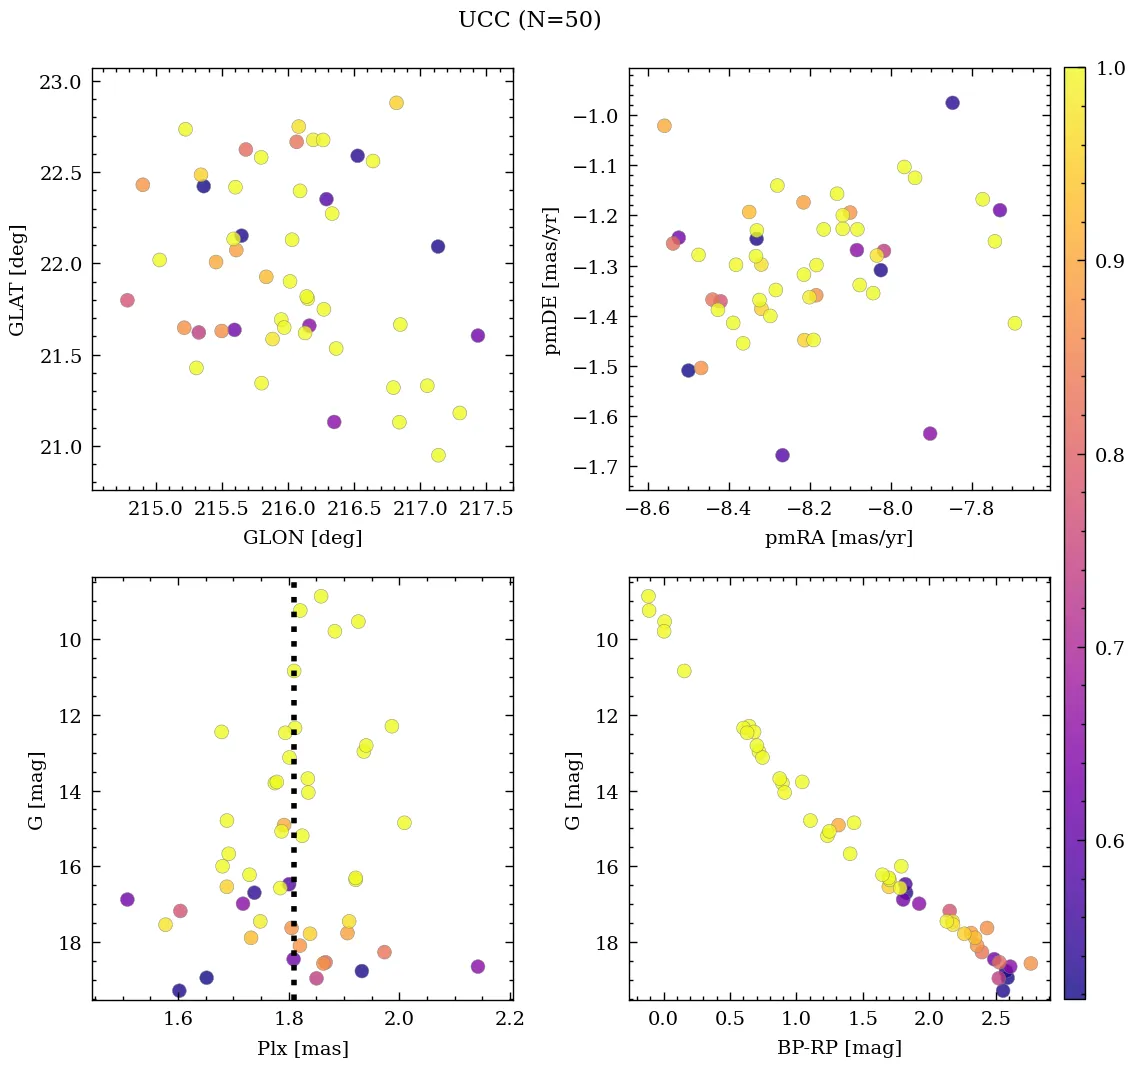 UCC (N=50)
23.0
22.5
22.0
21.5
21.0
GLAT [deg]
215.0 215.5 216.0 216.5 217.0 217.5
GLON [deg]
−1.0
−1.1
−1.2
−1.3
−1.4
−1.5
−1.6
−1.7
pmDE [mas/yr]
−8.6 −8.4 −8.2 −8.0 −7.8
pmRA [mas/yr]
10
12
14
16
18
G [mag]
1.6 1.8 2.0 2.2
Plx [mas]
10
12
14
16
18
G [mag]
0.0 0.5 1.0 1.5 2.0 2.5
BP-RP [mag]
1.0
0.9
0.8
0.7
0.6